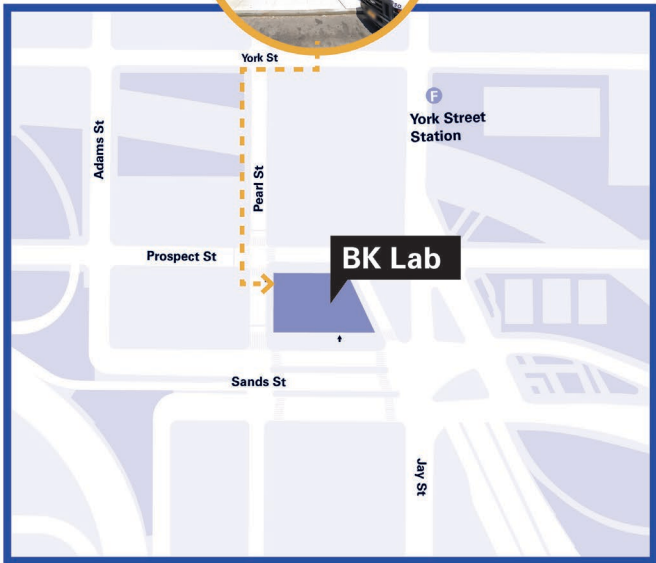 York St
F
York Street
Station
Adams St
Pearl St
Prospect St
BK Lab
Sands St
Jay St